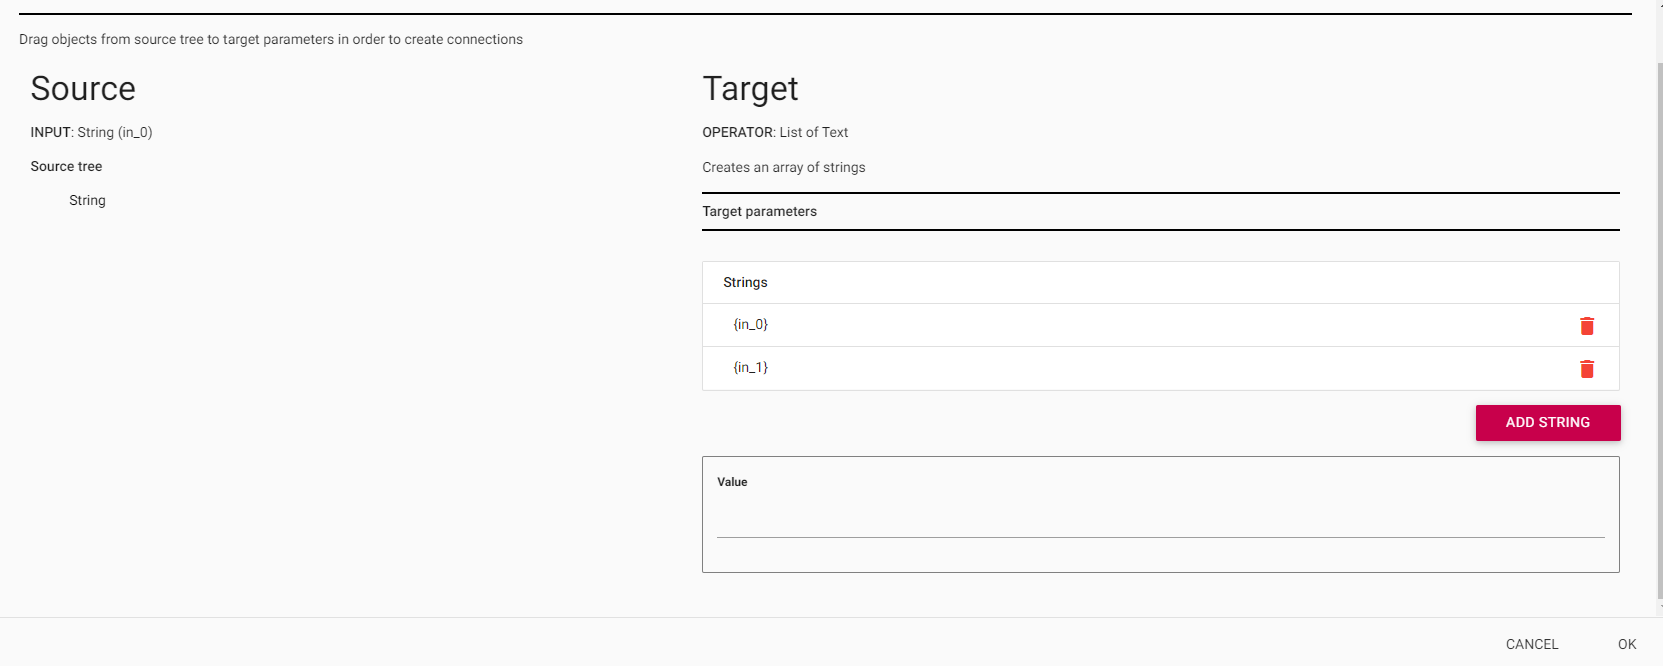 Drag objects from source tree to target parameters in order to create connections
Source
INPUT: String (in_0)
Source tree
String
Target
OPERATOR: List of Text
Creates an array of strings
Target parameters
Strings
{in_0}
{in_1}
ADD STRING
Value
CANCEL
OK